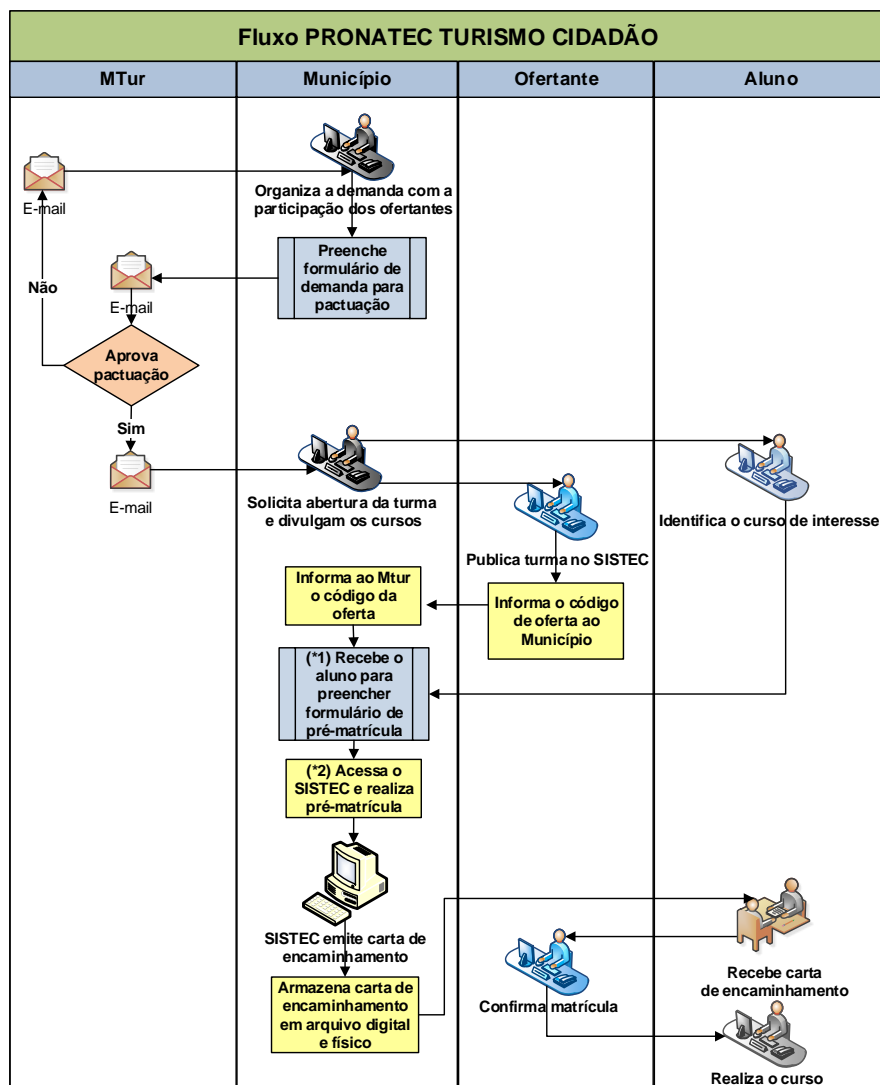 Fluxo PRONATEC TURISMO CIDADÃO
MTur
Município
Ofertante
Aluno
E-mail
Organiza a demanda com a
participação dos ofertantes
Preenche
formulário de
demanda para
pactuação
Não
E-mail
Aprova
pactuação
Sim
E-mail
Solicita abertura da turma
e divulgam os cursos
Identifica o curso de interesse
Publica turma no SISTEC
Informa ao Mtur
o código da
oferta
Informa o código
de oferta ao
Município
(*1) Recebe o
aluno para
preencher
formulário de
pré-matrícula
(*2) Acessa o
SISTEC e realiza
pré-matrícula
SISTEC emite carta de
encaminhamento
Recebe carta
de encaminhamento
Armazena carta de
encaminhamento
em arquivo digital
e físico
Confirma matrícula
Realiza o curso